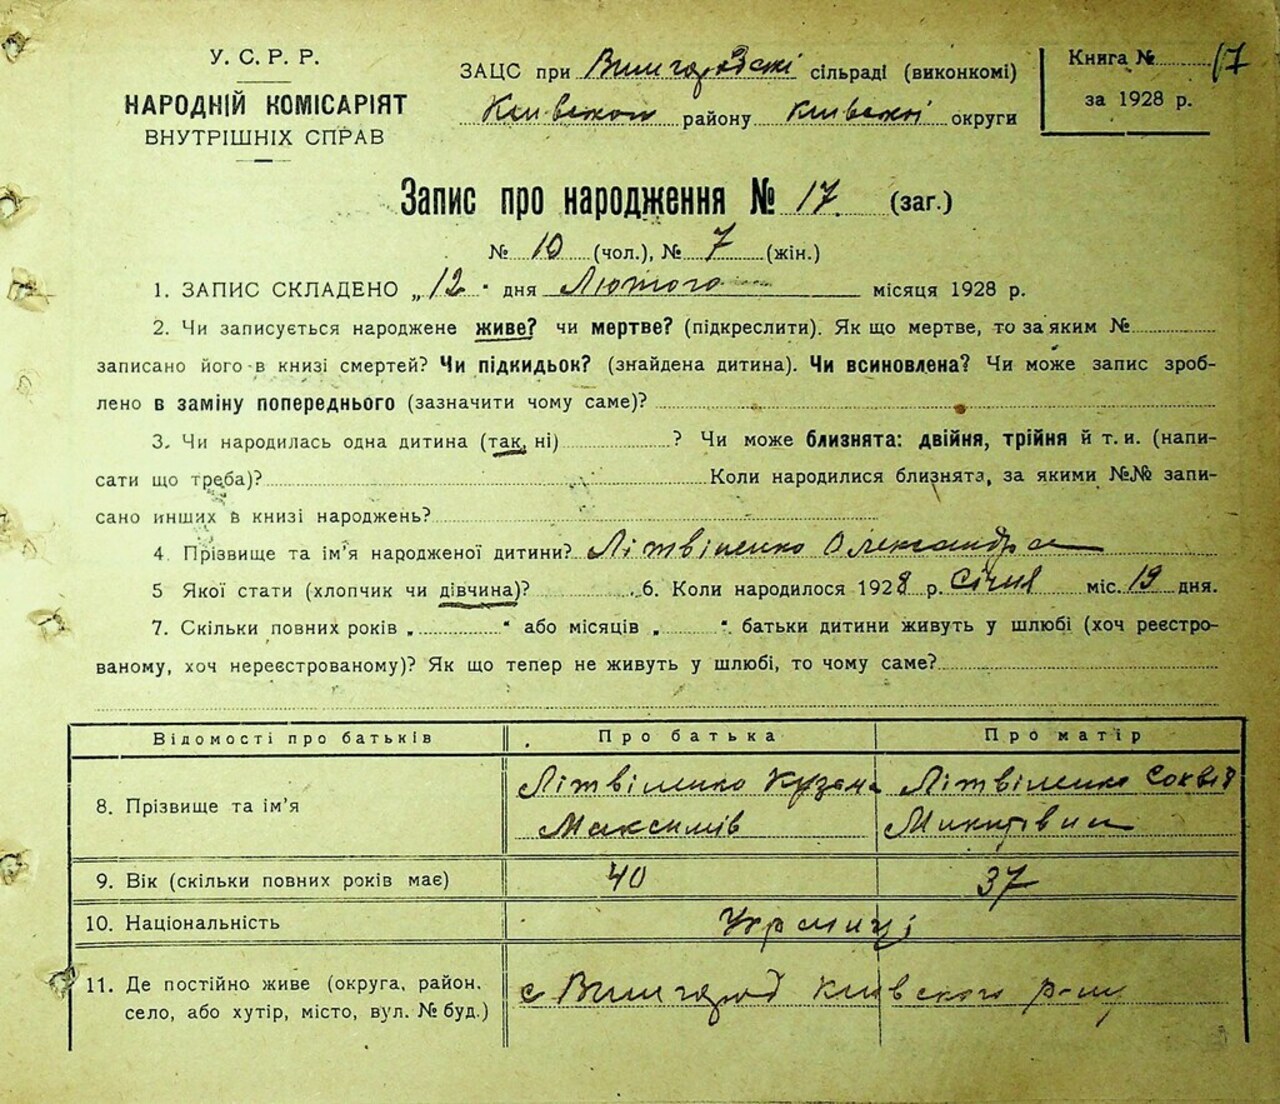 У. С. Р. Р.
НАРОДНІЙ КОМІСАРІЯТ
ВНУТРІШНІХ СПРАВ
ЗАЦС при Вишгородскі сільраді (виконкомі)
Київского району Київскої округи
Книга № 17
за 1928 р.
Запис про народження № 17 (заг.)
№ 10 (чол.), № 7 (жін.)
1. ЗАПИС СКЛАДЕНО „12" дня Лютого місяця 1928 р.
2. Чи записується народжене живе? чи мертве? (підкреслити). Як що мертве, то за яким №
записано його в книзі смертей? Чи підкидьок? (знайдена дитина). Чи всиновлена? Чи може запис зроб-
лено в заміну попереднього (зазначити чому саме)?
3. Чи народилась одна дитина (так, ні) ? Чи може близнята: двійня, трійня й т. и. (напи-
сати що треба)? Коли народилися близнята, за якими №№ запи-
сано инших в книзі народжень?
4. Прізвище та ім’я народженої дитини? Літвіненко Олександра
5 Якої стати (хлопчик чи дівчина)? 6. Коли народилося 1928 р. Січня міс. 19 дня.
7. Скільки повних років „ " або місяців „ ". батьки дитини живуть у шлюбі (хоч реєстро-
ваному, хоч нереєстрованому)? Як що тепер не живуть у шлюбі, то чому саме?
Відомості про батьків Про батька Про матір
8. Прізвище та ім’я Літвіненко Кузьма Літвіненко
Максимів Микитівна
9. Вік (скільки повних років має) 40 37
10. Національність Українці
11. Де постійно живе (округа, район, село, або хутір, місто, вул. № буд.) с Вишгород Київского р-ну